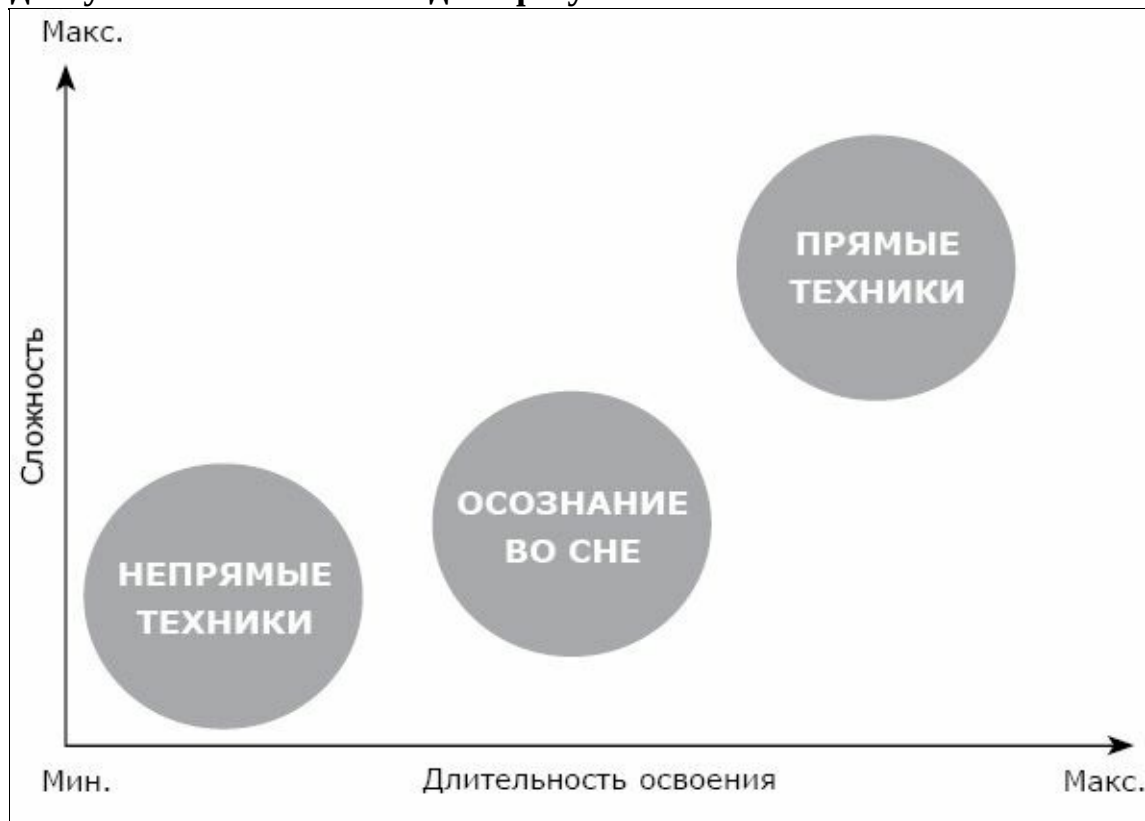 Макс.
ПРЯМЫЕ
ТЕХНИКИ
Сложность
ОСОЗНАНИЕ
ВО СНЕ
НЕПРЯМЫЕ
ТЕХНИКИ
Мин.
Длительность освоения
Макс.